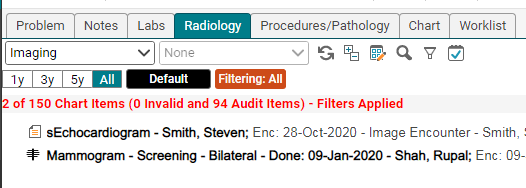 Problem Notes Labs Radiology Procedures/Pathology Chart Worklist
Imaging None
1y 3y 5y All Default Filtering: All
2 of 150 Chart Items (0 Invalid and 94 Audit Items) - Filters Applied
sEchocardiogram - Smith, Steven; Enc: 28-Oct-2020 - Image Encounter - Smith, S
Mammogram - Screening - Bilateral - Done: 09-Jan-2020 - Shah, Rupal; Enc: 09-